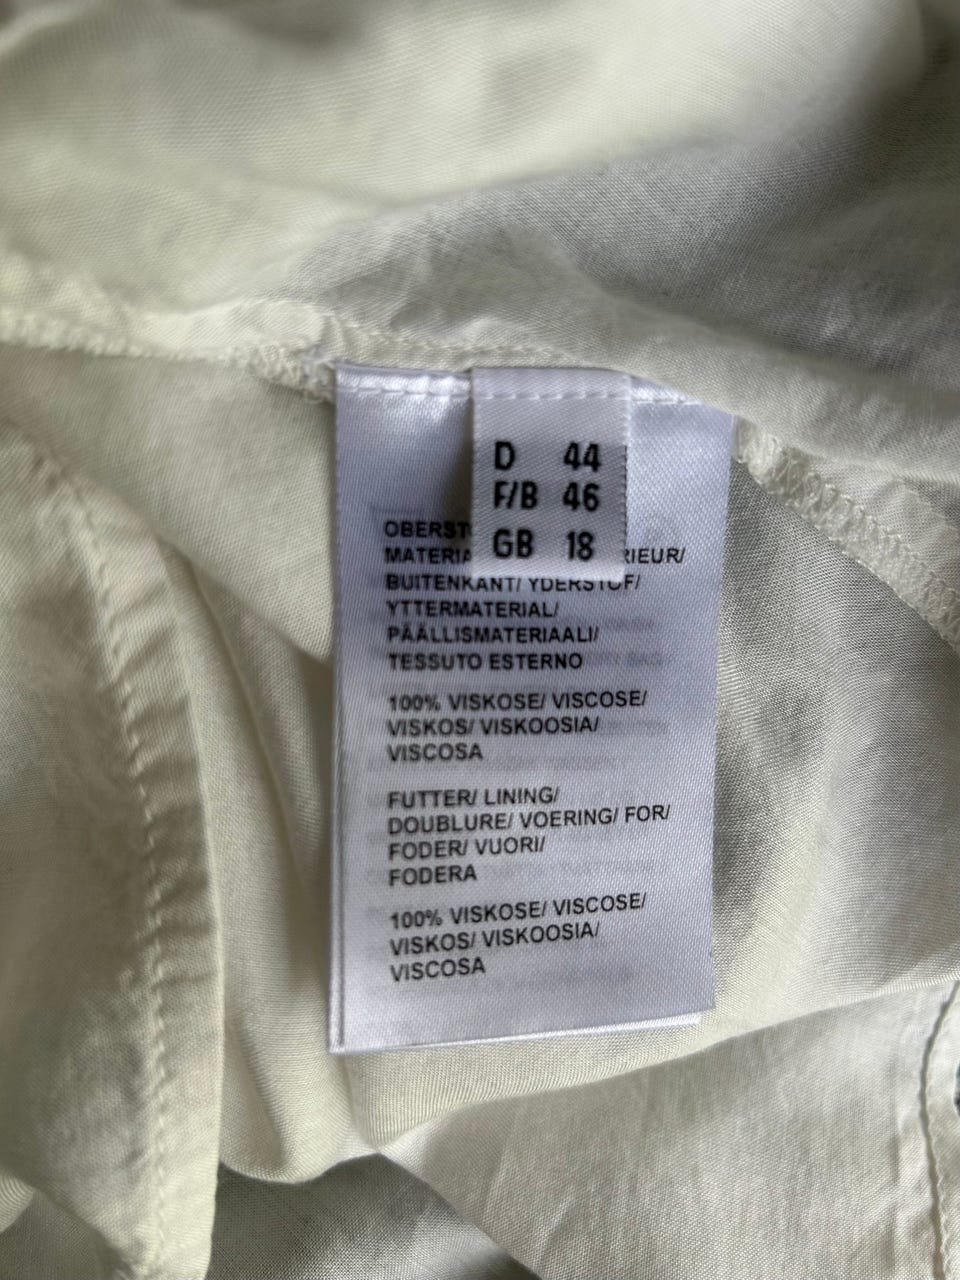 D 44
F/B 46
GB 18
OBERST
MATERIA RIEUR/
BUITENKANT/ YDERSTOF/
YTTERMATERIAL/
PÄÄLLISMATERIAALI/
TESSUTO ESTERNO
100% VISKOSE/ VISCOSE/
VISKOS/ VISKOOSIA/
VISCOSA
FUTTER/ LINING/
DOUBLURE/ VOERING/ FOR/
FODER/ VUORI/
FODERA
100% VISKOSE/ VISCOSE/
VISKOS/ VISKOOSIA/
VISCOSA